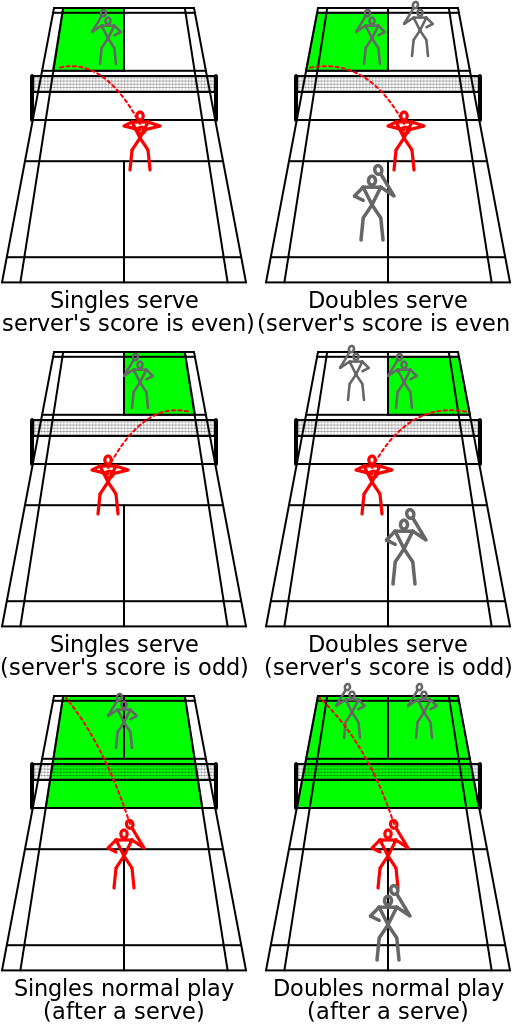 Singles serve
server's score is even)
Doubles serve
(server's score is even
Singles serve
(server's score is odd)
Doubles serve
(server's score is odd)
Singles normal play
(after a serve)
Doubles normal play
(after a serve)